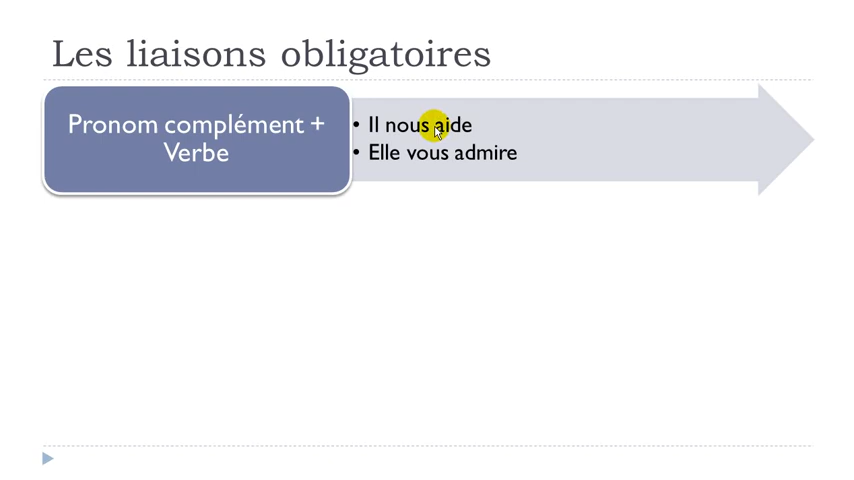 Les liaisons obligatoires
Pronom complément +
Verbe
• Il nous aide
• Elle vous admire